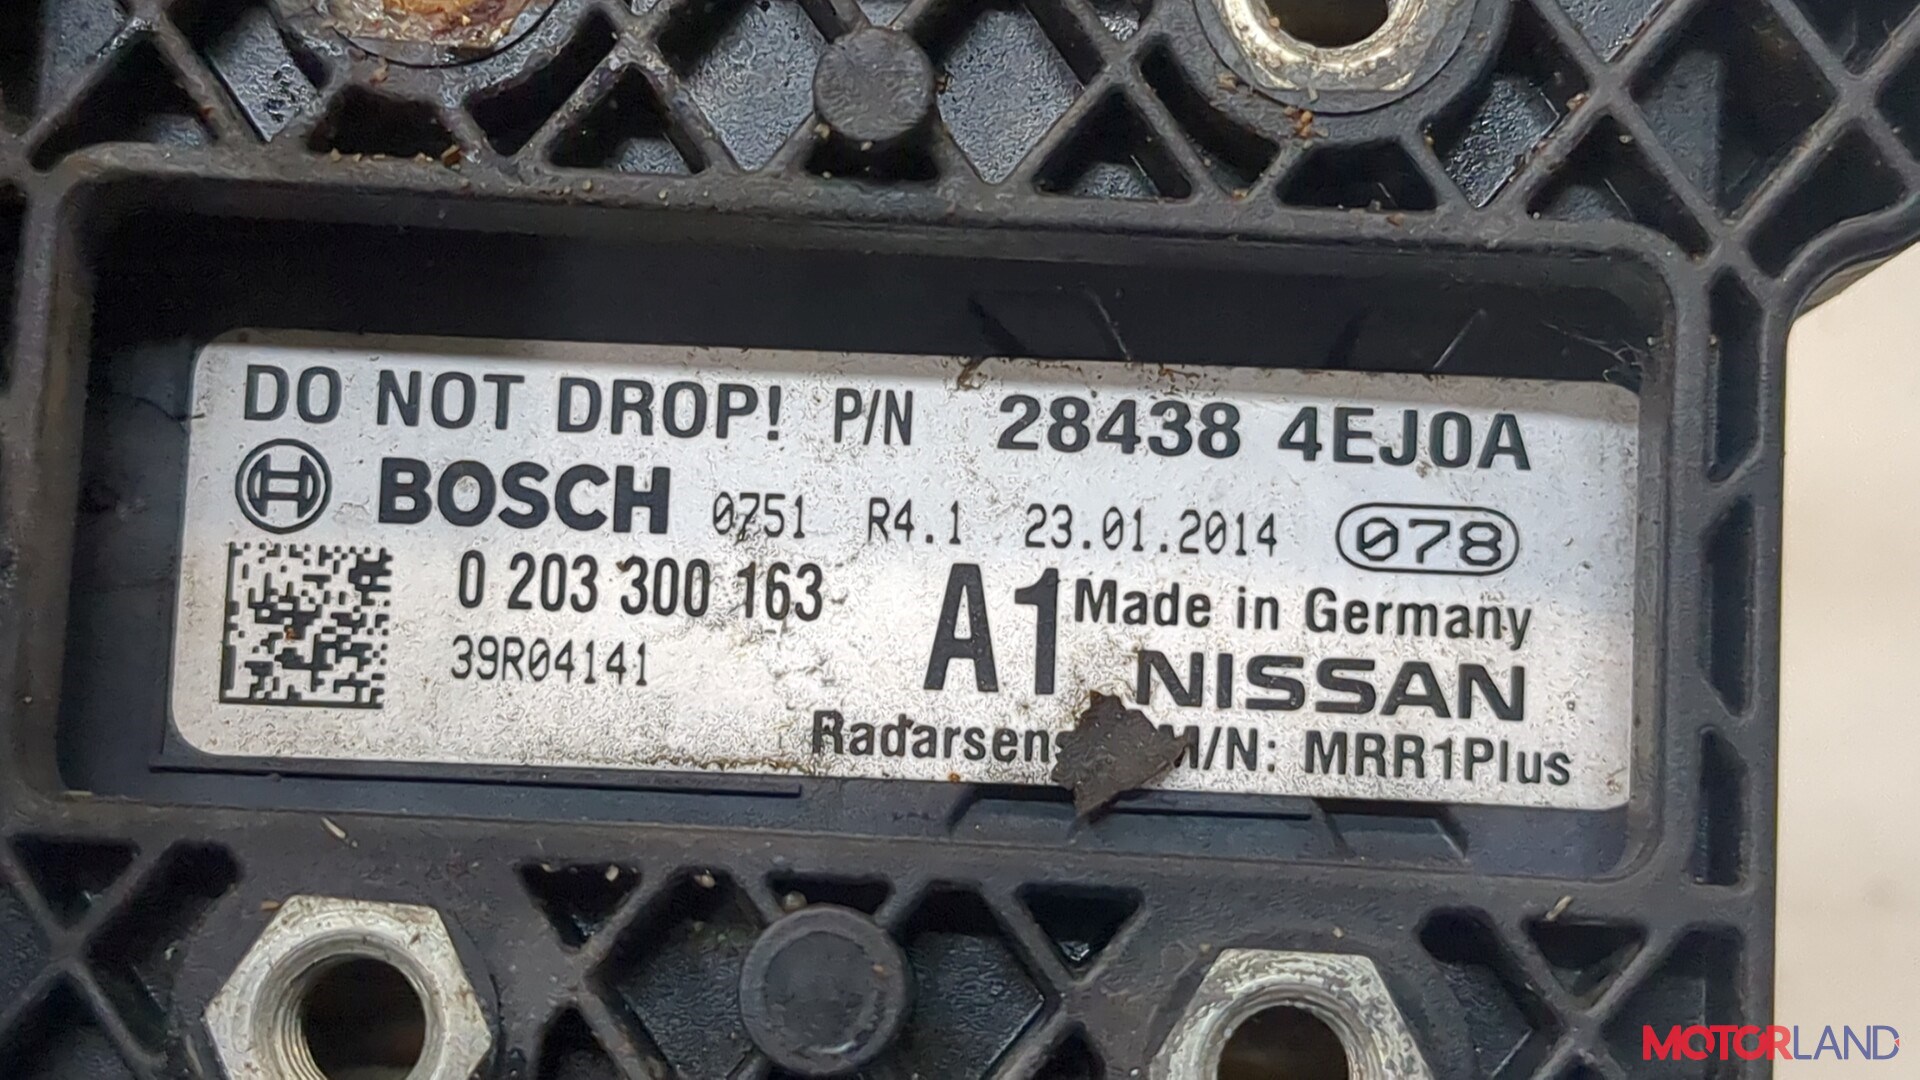 DO NOT DROP! P/N 28438 4EJ0A
BOSCH 0751 R4.1 23.01.2014 078
0 203 300 163 A1 Made in Germany
39R04141 NISSAN
M/N: MRR1Plus
MOTORLAND